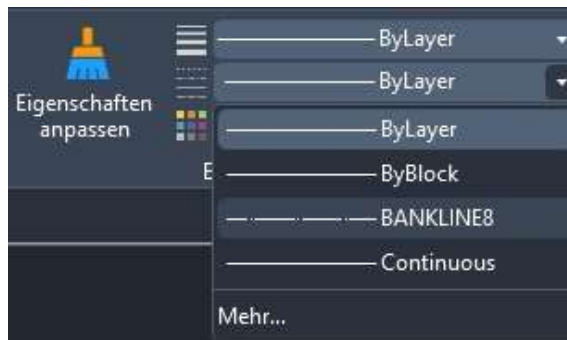 ByLayer
ByLayer
Eigenschaften
anpassen
ByLayer
E
ByBlock
BANKLINE8
Continuous
Mehr...